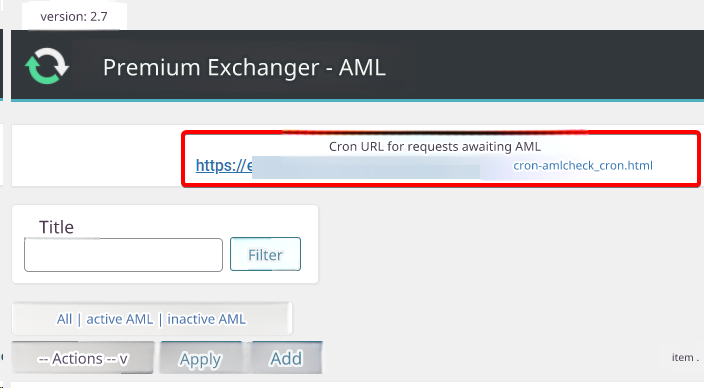 version: 2.7
Premium Exchanger - AML
Cron URL for requests awaiting AML
https://e cron-amlcheck_cron.html
Title
Filter
All | active AML | inactive AML
-- Actions -- v Apply Add item .